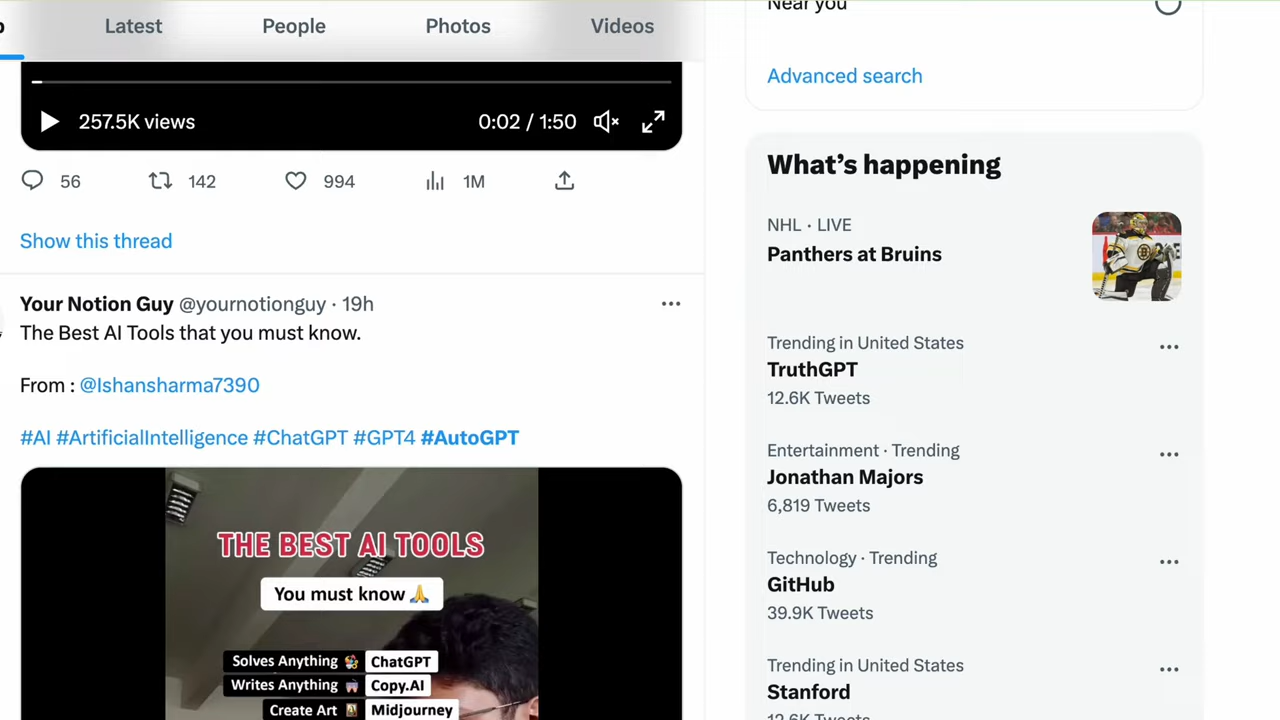 Latest People Photos Videos
257.5K views 0:02 / 1:50
56 142 994 1M
Show this thread
Your Notion Guy @yournotionguy · 19h
The Best AI Tools that you must know.
From : @Ishansharma7390
#AI #ArtificialIntelligence #ChatGPT #GPT4 #AutoGPT
THE BEST AI TOOLS
You must know 🙏
Solves Anything ChatGPT
Writes Anything Copy.AI
Create Art Midjourney
Near you
Advanced search
What's happening
NHL · LIVE
Panthers at Bruins
Trending in United States
TruthGPT
12.6K Tweets
Entertainment · Trending
Jonathan Majors
6,819 Tweets
Technology · Trending
GitHub
39.9K Tweets
Trending in United States
Stanford
12.6K Tweets